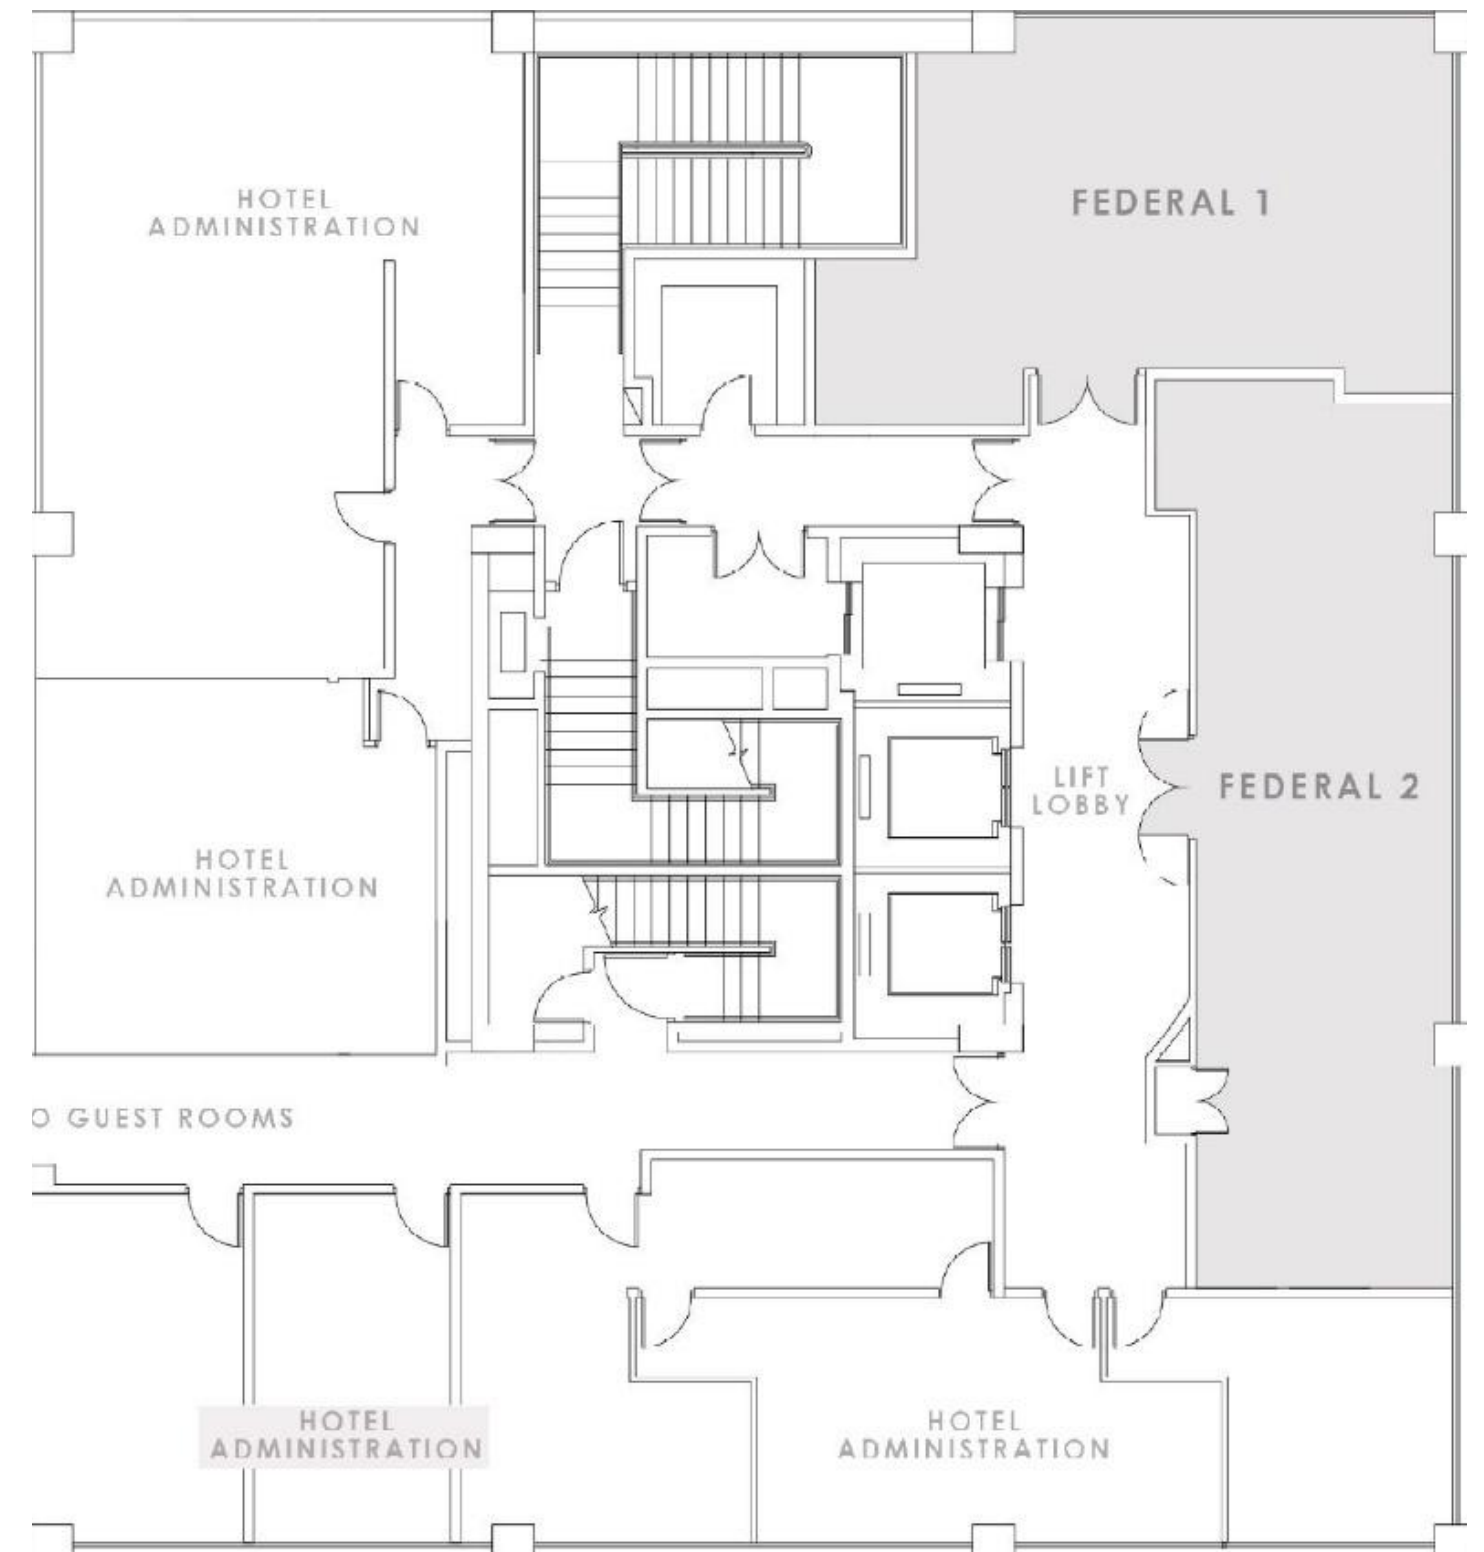 HOTEL
ADMINISTRATION
FEDERAL 1
LIFT
LOBBY
FEDERAL 2
HOTEL
ADMINISTRATION
O GUEST ROOMS
HOTEL
ADMINISTRATION
HOTEL
ADMINISTRATION